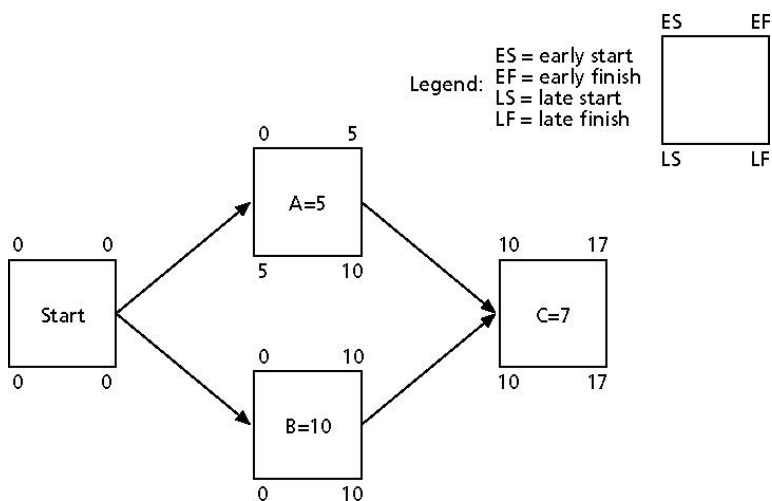 ES EF
ES = early start
EF = early finish
Legend:
LS = late start
LF = late finish
LS LF
0 5
A=5
5 10
0 0
Start
0 0
10 17
C=7
10 17
0 10
B=10
0 10